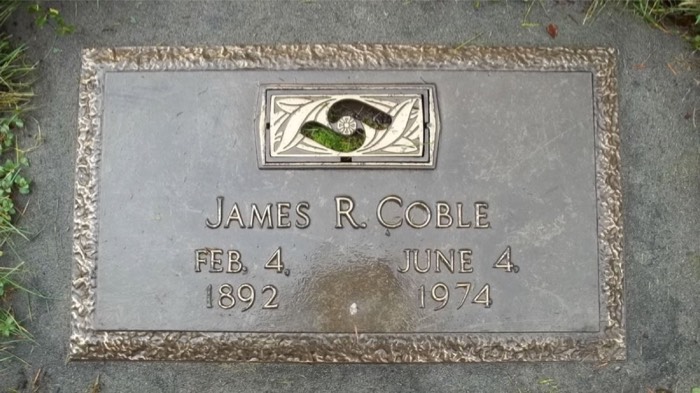 JAMES R. COBLE
FEB. 4, JUNE 4,
1892 1974